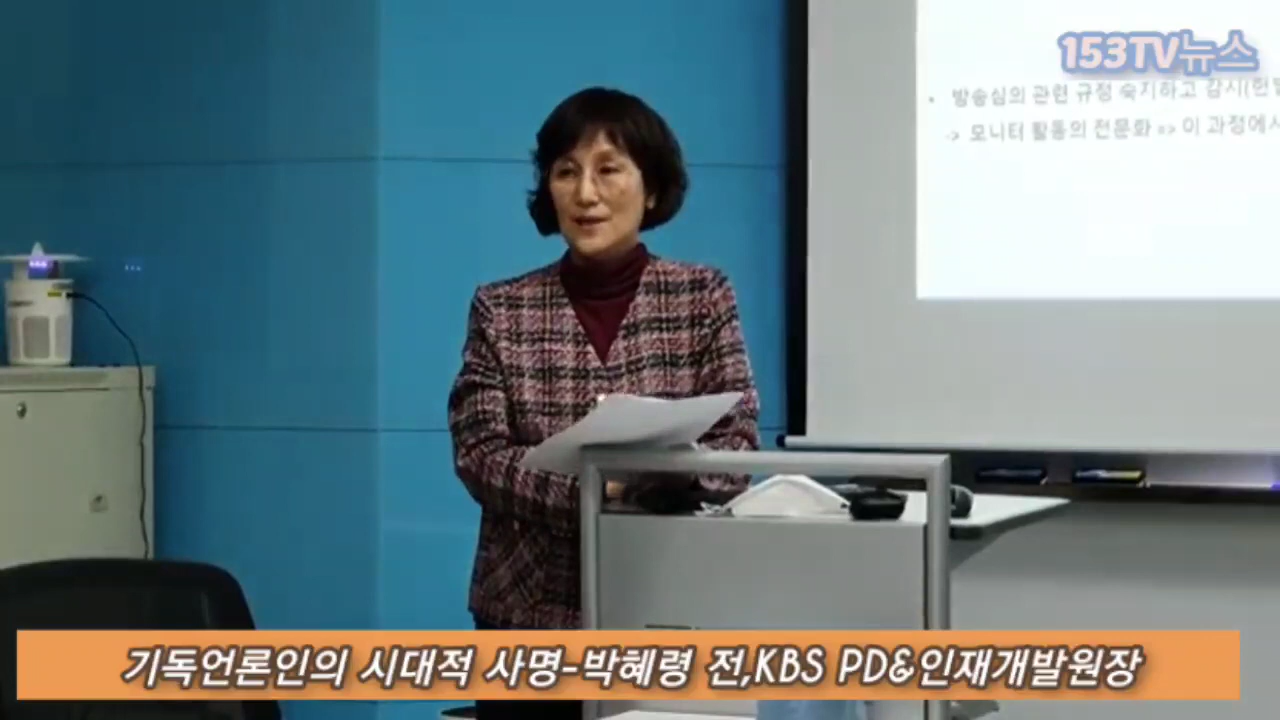 153TV뉴스
• 방송심의 관련 규정 숙지하고 감시(헌법
-> 모니터 활동의 전문화 => 이 과정에서
기독언론인의 시대적 사명-박혜령 전,KBS PD&인재개발원장